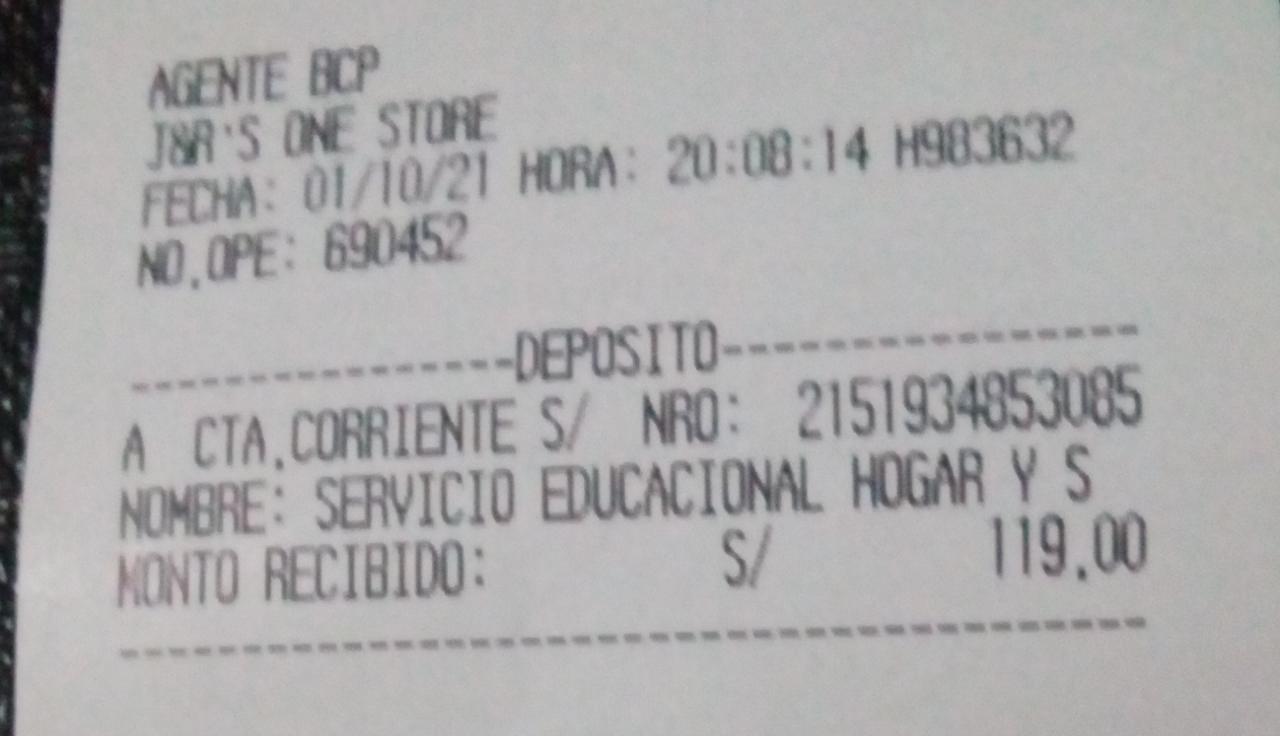 AGENTE BCP
J&R'S ONE STORE
FECHA: 01/10/21 HORA: 20:08:14 H983632
NO.OPE: 690452
----------------DEPOSITO-----------------
A CTA.CORRIENTE S/ NRO: 2151934853085
NOMBRE: SERVICIO EDUCACIONAL HOGAR Y S
MONTO RECIBIDO: S/ 119.00
------------------------------------------